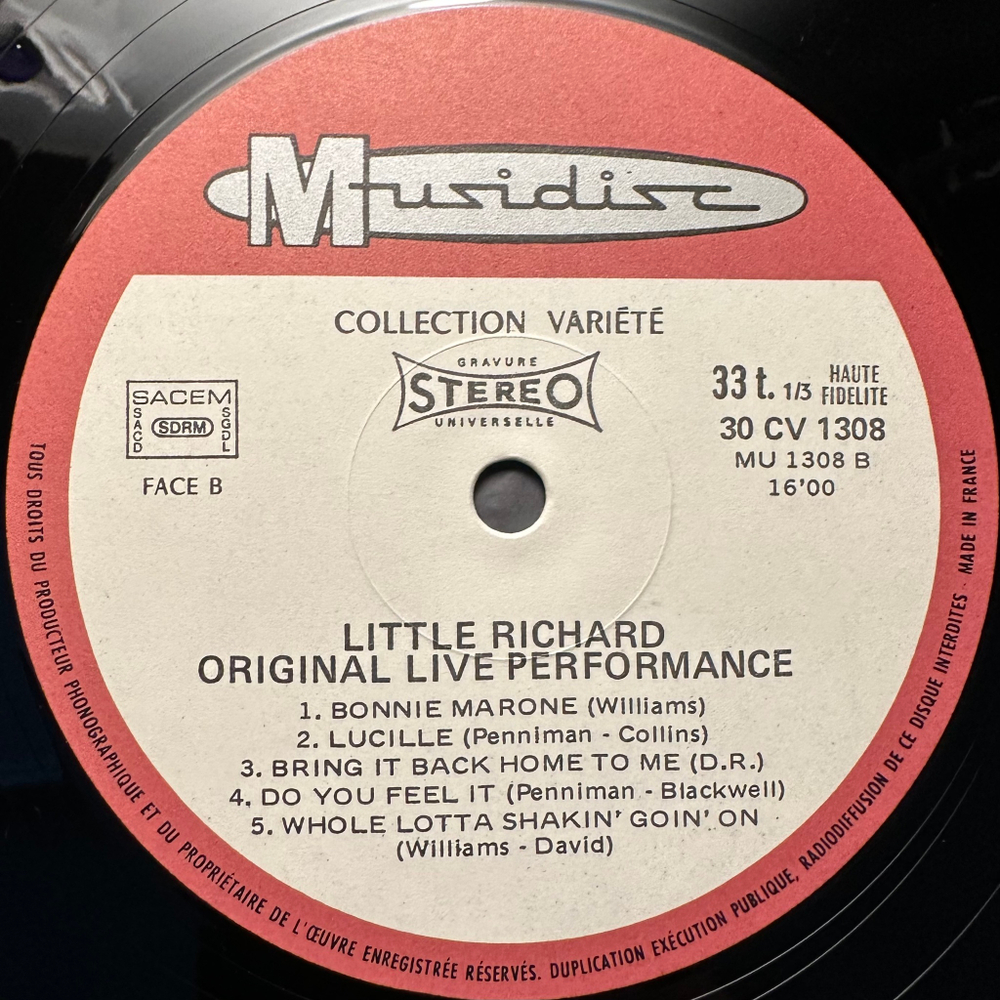 Musidisc
COLLECTION VARIÉTÉ
GRAVURE
STEREO
UNIVERSELLE
SACEM
SACD
SDRM
SGDL
FACE B
33 t. 1/3 HAUTE FIDELITE
30 CV 1308
MU 1308 B
16'00
LITTLE RICHARD
ORIGINAL LIVE PERFORMANCE
1. BONNIE MARONE (Williams)
2. LUCILLE (Penniman - Collins)
3. BRING IT BACK HOME TO ME (D.R.)
4. DO YOU FEEL IT (Penniman - Blackwell)
5. WHOLE LOTTA SHAKIN' GOIN' ON
(Williams - David)
TOUS DROITS DU PRODUCTEUR PHONOGRAPHIQUE ET DU PROPRIÉTAIRE DE L'ŒUVRE ENREGISTRÉE RÉSERVÉS. DUPLICATION EXÉCUTION PUBLIQUE, RADIODIFFUSION DE CE DISQUE INTERDITES · MADE IN FRANCE